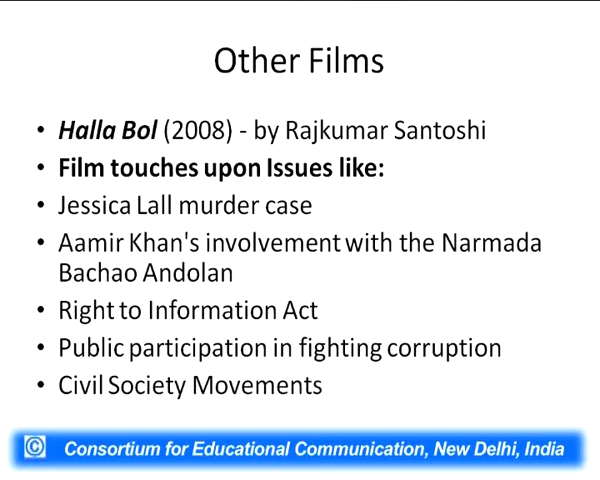 Other Films
• Halla Bol (2008) - by Rajkumar Santoshi
• Film touches upon Issues like:
• Jessica Lall murder case
• Aamir Khan's involvement with the Narmada
Bachao Andolan
• Right to Information Act
• Public participation in fighting corruption
• Civil Society Movements
© Consortium for Educational Communication, New Delhi, India